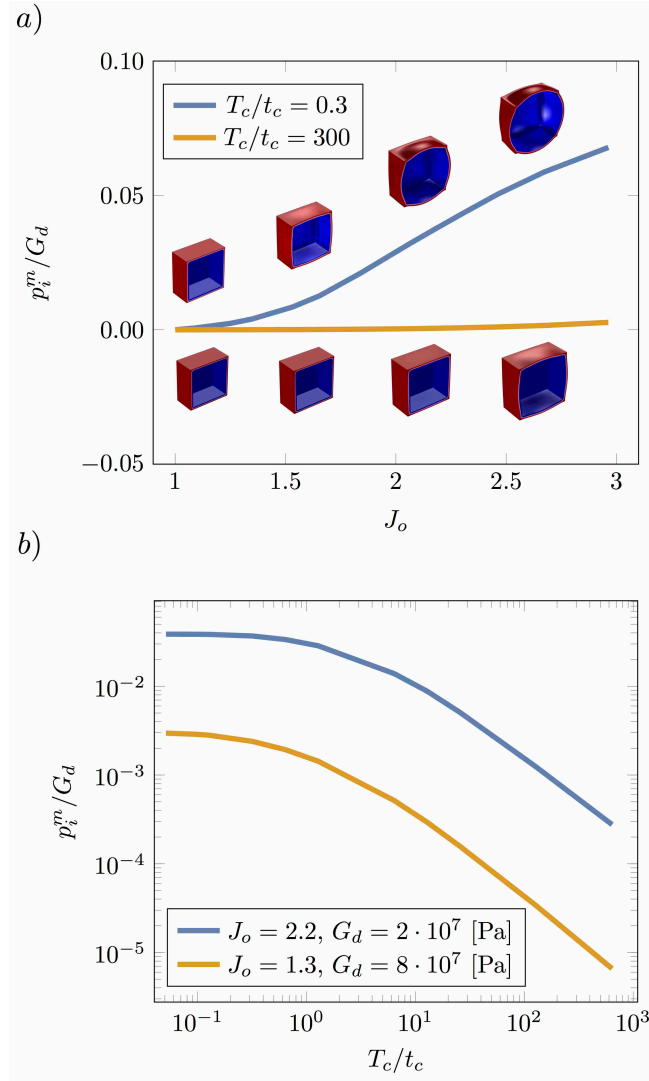 a)
0.10
T_c/t_c = 0.3
T_c/t_c = 300
0.05
p_i^m/G_d
0.00
−0.05
1 1.5 2 2.5 3
J_o
b)
10^−2
10^−3
p_i^m/G_d
10^−4
10^−5
J_o = 2.2, G_d = 2 · 10^7 [Pa]
J_o = 1.3, G_d = 8 · 10^7 [Pa]
10^−1 10^0 10^1 10^2 10^3
T_c/t_c